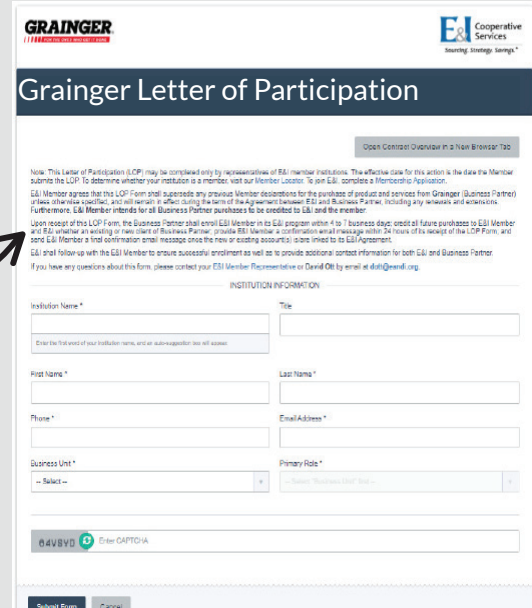 GRAINGER
FOR THE ONES WHO GET IT DONE
E&I Cooperative
Services
Sourcing. Strategy. Savings.®
Grainger Letter of Participation
Open Contract Overview in a New Browser Tab
Note: This Letter of Participation (LOP) may be completed only by representatives of E&I member institutions. The effective date for this action is the date the Member
submits the LOP. To determine whether your institution is a member, visit our Member Locator. To join E&I, complete a Membership Application.
E&I Member agrees that this LOP Form shall supersede any previous Member declarations for the purchase of product and services from Grainger (Business Partner)
unless otherwise specified, and will remain in effect during the term of the Agreement between E&I and Business Partner, including any renewals and extensions.
Furthermore, E&I Member intends for all Business Partner purchases to be credited to E&I and the member.
Upon receipt of this LOP Form, the Business Partner shall enroll E&I Member in its E&I program within 4 to 7 business days; credit all future purchases to E&I Member
and E&I whether an existing or new client of Business Partner; provide E&I Member a confirmation email message within 24 hours of its receipt of the LOP Form, and
send E&I Member a final confirmation email message once the new or existing account(s) is/are linked to its E&I Agreement.
E&I shall follow-up with the E&I Member to ensure successful enrollment as well as to provide additional contact information for both E&I and Business Partner.
If you have any questions about this form, please contact your E&I Member Representative or David Ott by email at dott@eandi.org.
INSTITUTION INFORMATION
Institution Name * Title
Enter the first word of your institution name, and an auto-suggestion box will appear.
First Name * Last Name *
Phone * Email Address *
Business Unit * Primary Role *
-- Select -- -- Select "Business Unit" first --
64V8YD Enter CAPTCHA
Submit Form Cancel